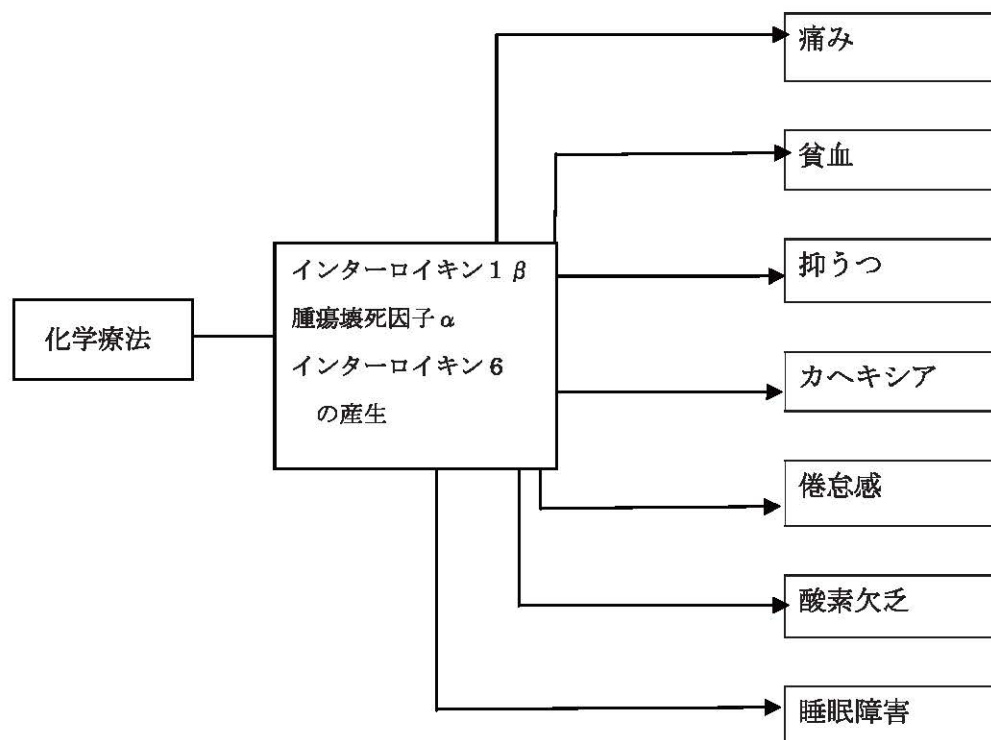 化学療法
インターロイキン１β
腫瘍壊死因子α
インターロイキン６
の産生
痛み
貧血
抑うつ
カヘキシア
倦怠感
酸素欠乏
睡眠障害